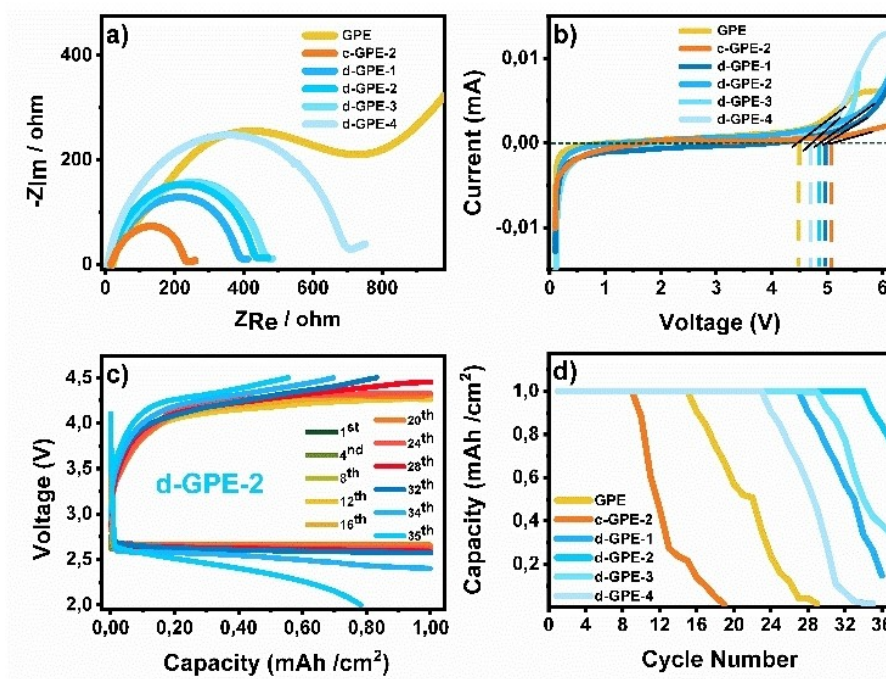 a)
GPE
c-GPE-2
d-GPE-1
d-GPE-2
d-GPE-3
d-GPE-4
400
200
0
-ZIm / ohm
0 200 400 600 800
ZRe / ohm
b)
GPE
c-GPE-2
d-GPE-1
d-GPE-2
d-GPE-3
d-GPE-4
0,01
0,00
-0,01
Current (mA)
0 1 2 3 4 5 6
Voltage (V)
c)
4,5
4,0
3,5
3,0
2,5
2,0
Voltage (V)
d-GPE-2
1st
4nd
8th
12th
16th
20th
24th
28th
32th
34th
35th
0,00 0,20 0,40 0,60 0,80 1,00
Capacity (mAh /cm2)
d)
1,0
0,8
0,6
0,4
0,2
Capacity (mAh /cm2)
GPE
c-GPE-2
d-GPE-1
d-GPE-2
d-GPE-3
d-GPE-4
0 4 8 12 16 20 24 28 32 36
Cycle Number